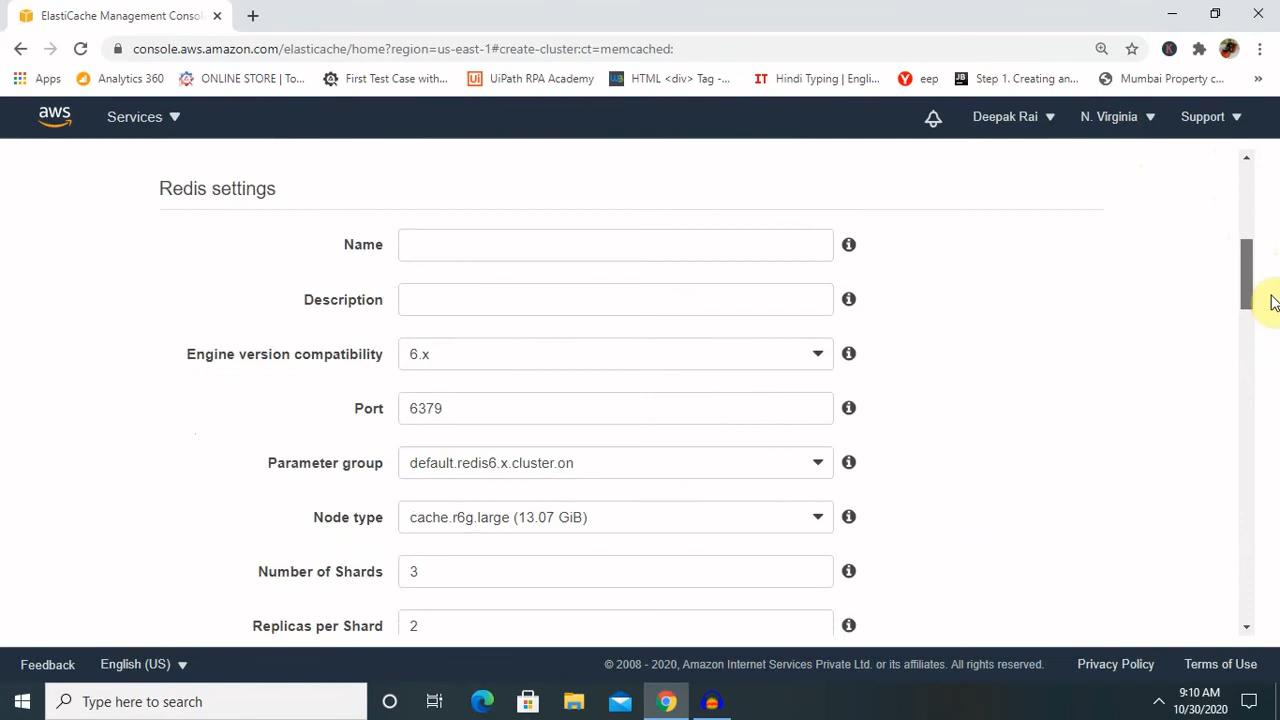 ElastiCache Management Consol
console.aws.amazon.com/elasticache/home?region=us-east-1#create-cluster:ct=memcached:
Apps
Analytics 360
ONLINE STORE | To...
First Test Case with...
UiPath RPA Academy
HTML <div> Tag -...
IT Hindi Typing | Engli...
eep
Step 1. Creating an...
Mumbai Property c...
aws
Services
Deepak Rai
N. Virginia
Support
Redis settings
Name
Description
Engine version compatibility 6.x
Port 6379
Parameter group default.redis6.x.cluster.on
Node type cache.r6g.large (13.07 GiB)
Number of Shards 3
Replicas per Shard 2
Feedback
English (US)
© 2008 - 2020, Amazon Internet Services Private Ltd. or its affiliates. All rights reserved.
Privacy Policy
Terms of Use
Type here to search
9:10 AM
10/30/2020